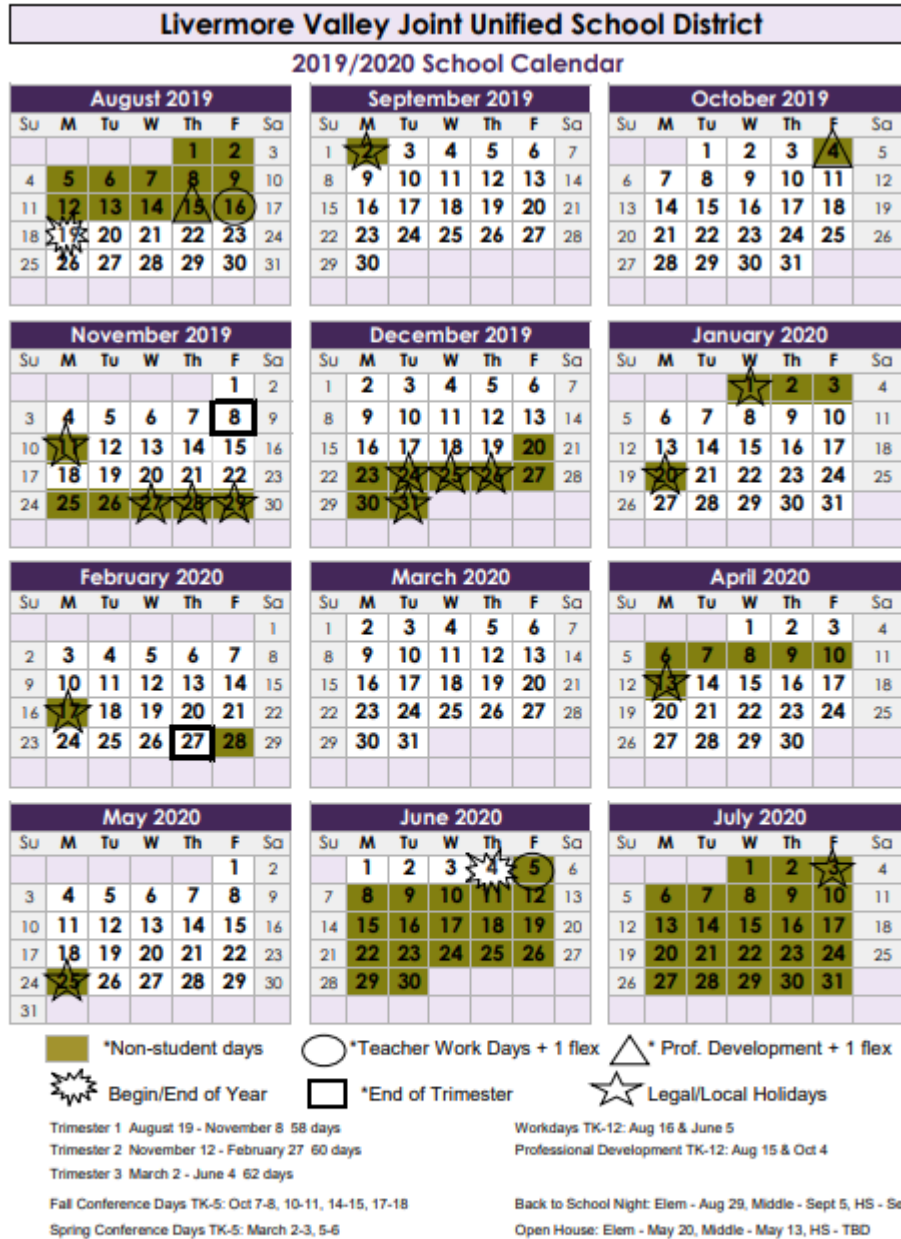 Livermore Valley Joint Unified School District
2019/2020 School Calendar
August 2019
Su M Tu W Th F Sa
1 2 3
4 5 6 7 8 9 10
11 12 13 14 15 16 17
18 19 20 21 22 23 24
25 26 27 28 29 30 31
September 2019
Su M Tu W Th F Sa
1 2 3 4 5 6 7
8 9 10 11 12 13 14
15 16 17 18 19 20 21
22 23 24 25 26 27 28
29 30
October 2019
Su M Tu W Th F Sa
1 2 3 4 5
6 7 8 9 10 11 12
13 14 15 16 17 18 19
20 21 22 23 24 25 26
27 28 29 30 31
November 2019
Su M Tu W Th F Sa
1 2
3 4 5 6 7 8 9
10 11 12 13 14 15 16
17 18 19 20 21 22 23
24 25 26 27 28 29 30
December 2019
Su M Tu W Th F Sa
1 2 3 4 5 6 7
8 9 10 11 12 13 14
15 16 17 18 19 20 21
22 23 24 25 26 27 28
29 30 31
January 2020
Su M Tu W Th F Sa
1 2 3 4
5 6 7 8 9 10 11
12 13 14 15 16 17 18
19 20 21 22 23 24 25
26 27 28 29 30 31
February 2020
Su M Tu W Th F Sa
1
2 3 4 5 6 7 8
9 10 11 12 13 14 15
16 17 18 19 20 21 22
23 24 25 26 27 28 29
March 2020
Su M Tu W Th F Sa
1 2 3 4 5 6 7
8 9 10 11 12 13 14
15 16 17 18 19 20 21
22 23 24 25 26 27 28
29 30 31
April 2020
Su M Tu W Th F Sa
1 2 3 4
5 6 7 8 9 10 11
12 13 14 15 16 17 18
19 20 21 22 23 24 25
26 27 28 29 30
May 2020
Su M Tu W Th F Sa
1 2
3 4 5 6 7 8 9
10 11 12 13 14 15 16
17 18 19 20 21 22 23
24 25 26 27 28 29 30
31
June 2020
Su M Tu W Th F Sa
1 2 3 4 5 6
7 8 9 10 11 12 13
14 15 16 17 18 19 20
21 22 23 24 25 26 27
28 29 30
July 2020
Su M Tu W Th F Sa
1 2 3 4
5 6 7 8 9 10 11
12 13 14 15 16 17 18
19 20 21 22 23 24 25
26 27 28 29 30 31
*Non-student days *Teacher Work Days + 1 flex * Prof. Development + 1 flex
Begin/End of Year *End of Trimester Legal/Local Holidays
Trimester 1 August 19 - November 8 58 days
Trimester 2 November 12 - February 27 60 days
Trimester 3 March 2 - June 4 62 days
Workdays TK-12: Aug 16 & June 5
Professional Development TK-12: Aug 15 & Oct 4
Fall Conference Days TK-5: Oct 7-8, 10-11, 14-15, 17-18
Spring Conference Days TK-5: March 2-3, 5-6
Back to School Night: Elem - Aug 29, Middle - Sept 5, HS - Se
Open House: Elem - May 20, Middle - May 13, HS - TBD